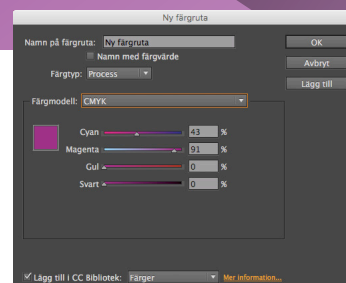 Ny färgruta
Namn på färgruta: Ny färgruta
OK
Namn med färgvärde
Avbryt
Färgtyp: Process
Lägg till
Färgmodell: CMYK
Cyan 43 %
Magenta 91 %
Gul 0 %
Svart 0 %
Lägg till i CC Bibliotek: Färger Mer information...